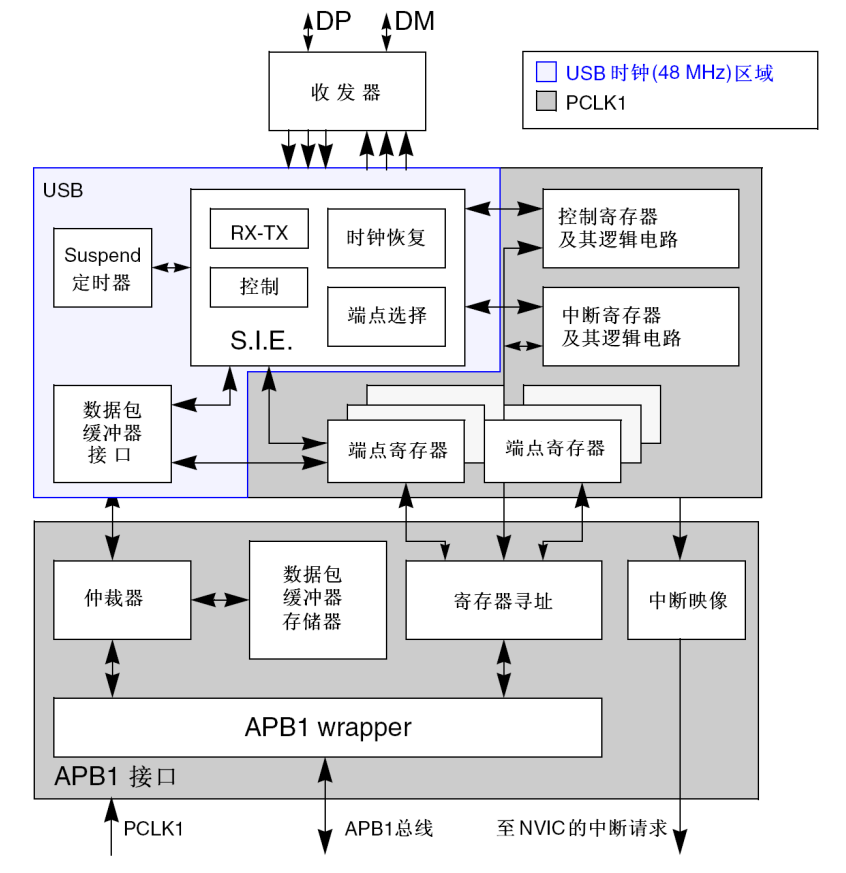 DP
DM
收发器
USB 时钟(48 MHz)区域
PCLK1
USB
RX-TX
时钟恢复
控制
端点选择
S.I.E.
Suspend
定时器
控制寄存器
及其逻辑电路
中断寄存器
及其逻辑电路
数据包
缓冲器
接口
端点寄存器
端点寄存器
仲裁器
数据包
缓冲器
存储器
寄存器寻址
中断映像
APB1 wrapper
APB1 接口
PCLK1
APB1总线
至NVIC的中断请求